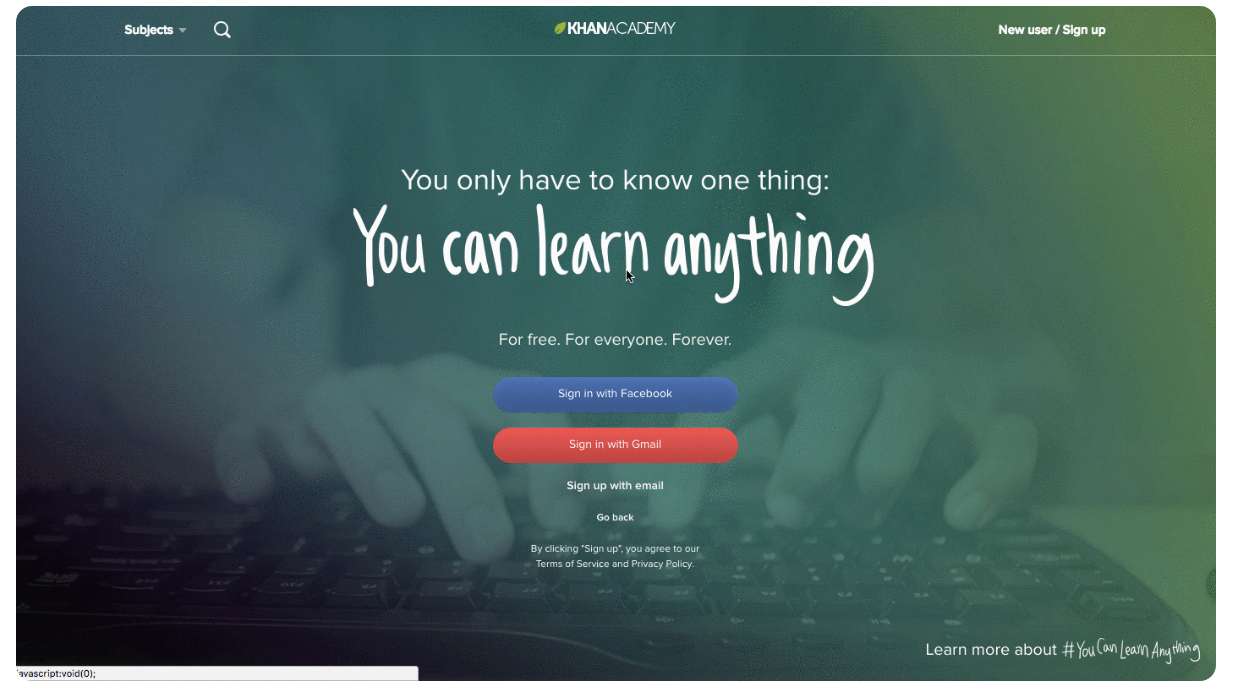 Subjects
KHANACADEMY
New user / Sign up
You only have to know one thing:
You can learn anything
For free. For everyone. Forever.
Sign in with Facebook
Sign in with Gmail
Sign up with email
Go back
By clicking "Sign up", you agree to our
Terms of Service and Privacy Policy.
Learn more about #YouCanLearnAnything
javascript:void(0);